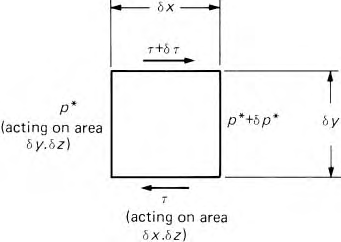 δx
τ+δτ
p*
(acting on area
δy.δz)
p*+δp*
δy
τ
(acting on area
δx.δz)